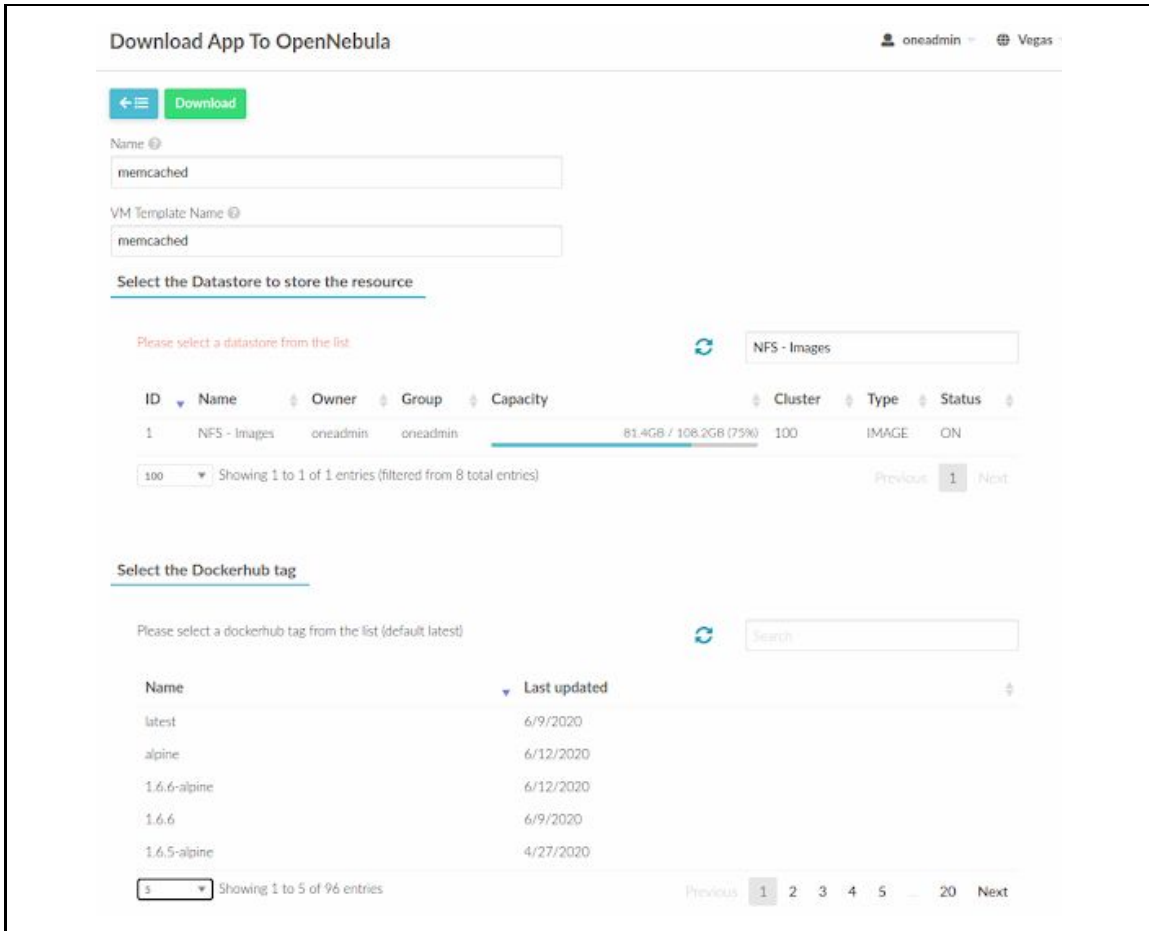 Download App To OpenNebula oneadmin Vegas
Download
Name
memcached
VM Template Name
memcached
Select the Datastore to store the resource
Please select a datastore from the list NFS - Images
ID Name Owner Group Capacity Cluster Type Status
1 NFS - Images oneadmin oneadmin 81.4GB / 108.2GB (75%) 100 IMAGE ON
100 Showing 1 to 1 of 1 entries (filtered from 8 total entries) Previous 1 Next
Select the Dockerhub tag
Please select a dockerhub tag from the list (default latest) Search
Name Last updated
latest 6/9/2020
alpine 6/12/2020
1.6.6-alpine 6/12/2020
1.6.6 6/9/2020
1.6.5-alpine 4/27/2020
5 Showing 1 to 5 of 96 entries Previous 1 2 3 4 5 ... 20 Next